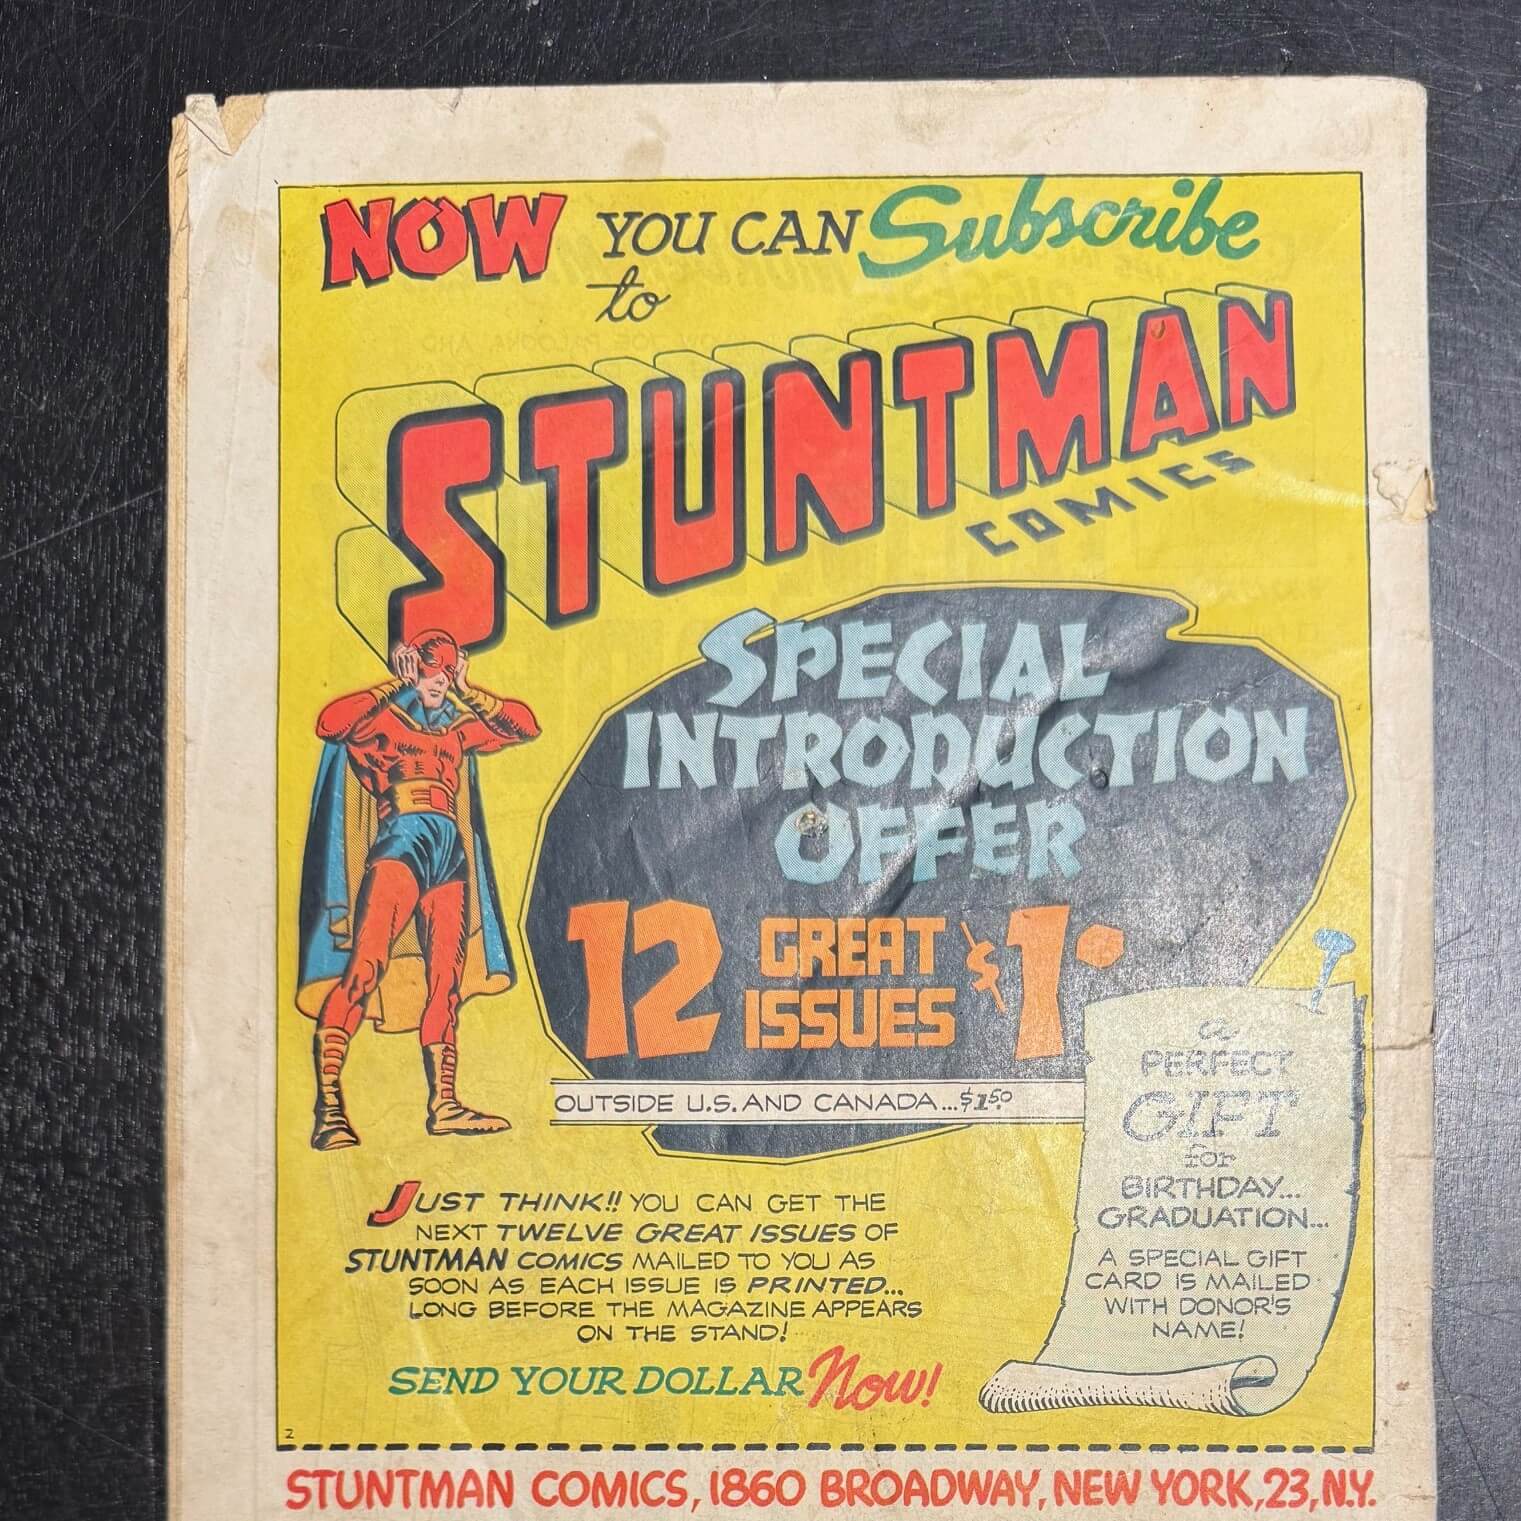 NOW YOU CAN Subscribe
to
STUNTMAN
COMICS
SPECIAL
INTRODUCTION
OFFER
12 GREAT ISSUES $1.
OUTSIDE U.S. AND CANADA...$1.50
JUST THINK!! YOU CAN GET THE
NEXT TWELVE GREAT ISSUES OF
STUNTMAN COMICS MAILED TO YOU AS
SOON AS EACH ISSUE IS PRINTED...
LONG BEFORE THE MAGAZINE APPEARS
ON THE STAND!
SEND YOUR DOLLAR Now!
a
PERFECT
GIFT
for
BIRTHDAY...
GRADUATION...
A SPECIAL GIFT
CARD IS MAILED
WITH DONOR'S
NAME!
2
STUNTMAN COMICS, 1860 BROADWAY, NEW YORK, 23, N.Y.